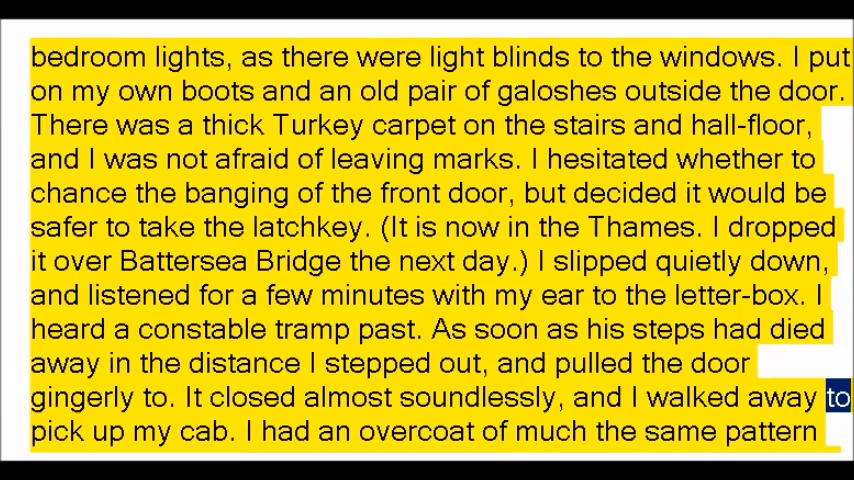 bedroom lights, as there were light blinds to the windows. I put
on my own boots and an old pair of galoshes outside the door.
There was a thick Turkey carpet on the stairs and hall-floor,
and I was not afraid of leaving marks. I hesitated whether to
chance the banging of the front door, but decided it would be
safer to take the latchkey. (It is now in the Thames. I dropped
it over Battersea Bridge the next day.) I slipped quietly down,
and listened for a few minutes with my ear to the letter-box. I
heard a constable tramp past. As soon as his steps had died
away in the distance I stepped out, and pulled the door
gingerly to. It closed almost soundlessly, and I walked away to
pick up my cab. I had an overcoat of much the same pattern